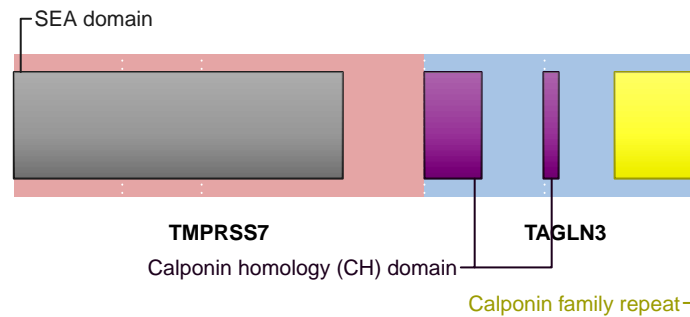 SEA domain
TMPRSS7
TAGLN3
Calponin homology (CH) domain
Calponin family repeat